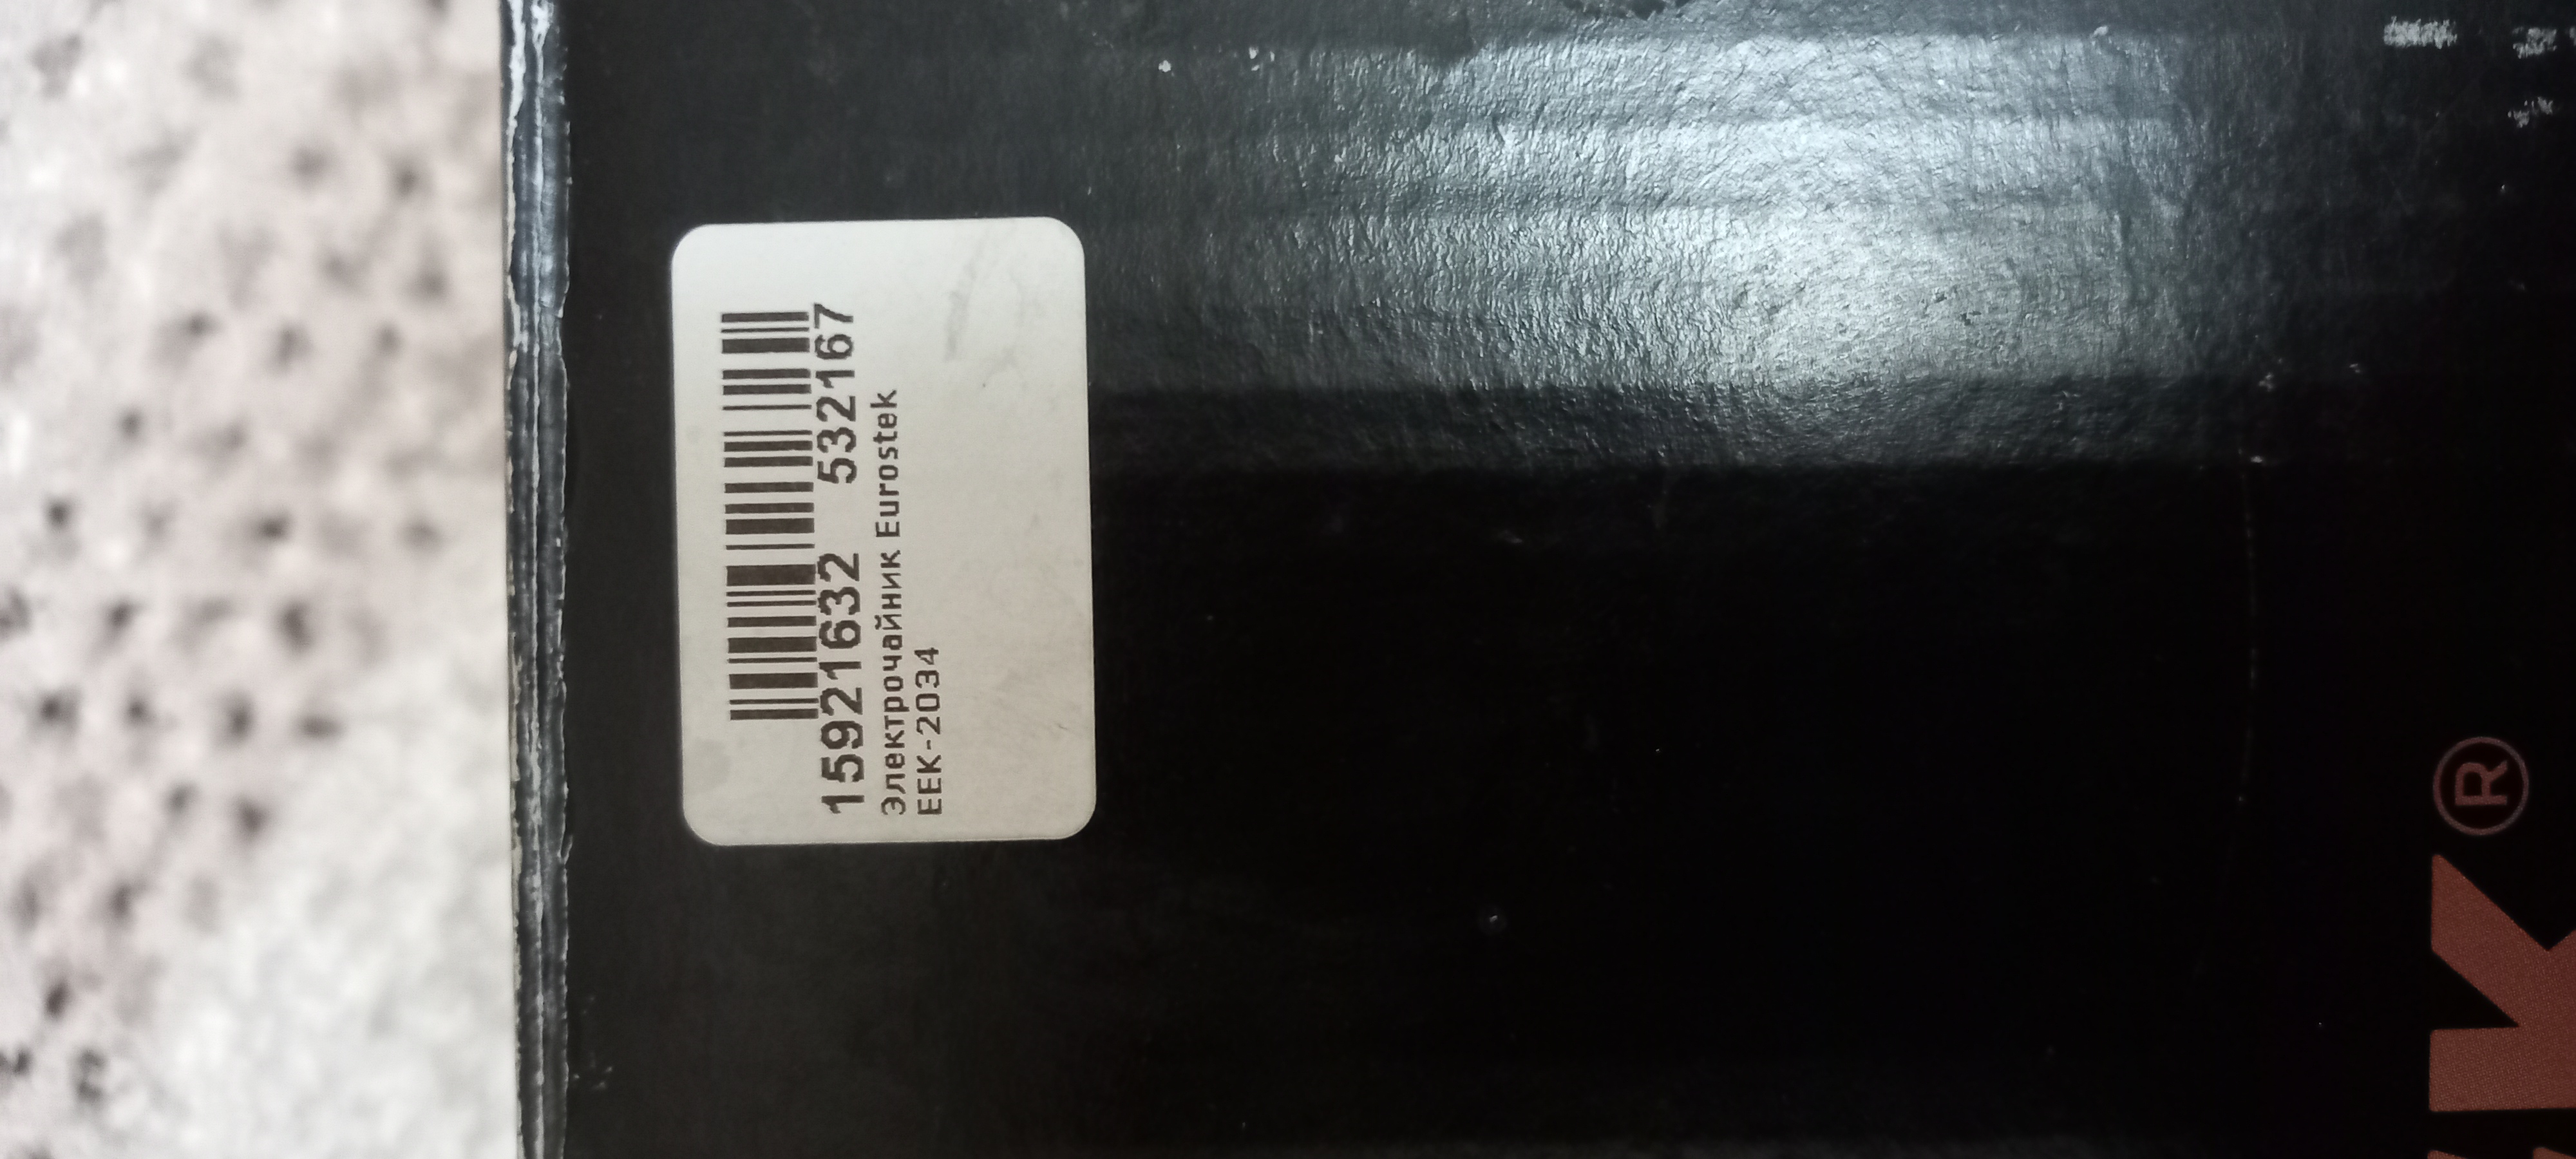 15921632 532167
Электрочайник Eurostek
EEK-2034
K®